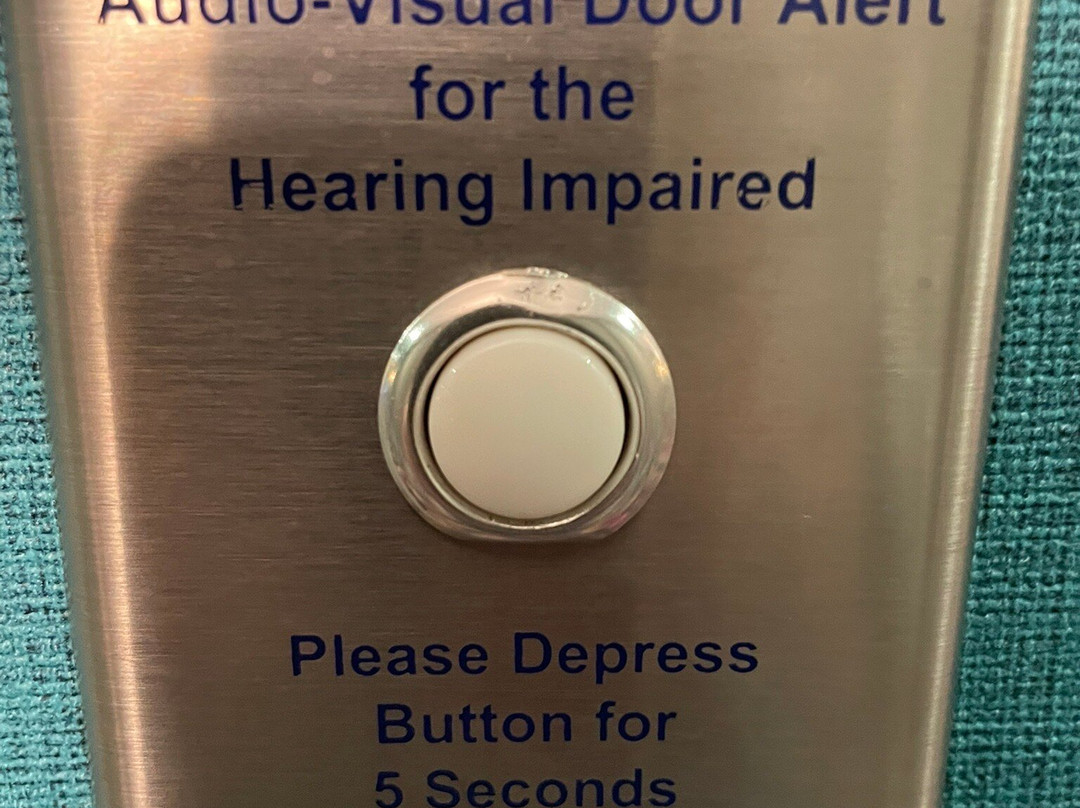 Audio-Visual Door Alert
for the
Hearing Impaired
Please Depress
Button for
5 Seconds